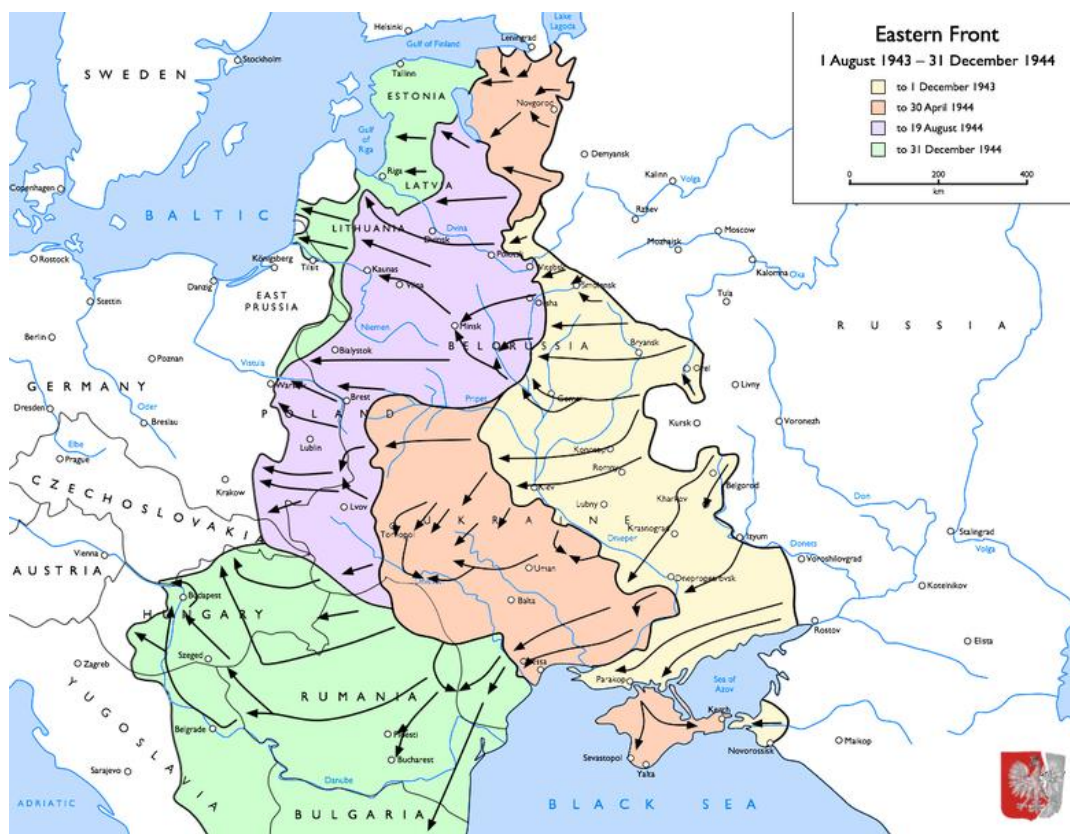 Eastern Front
1 August 1943 – 31 December 1944
to 1 December 1943
to 30 April 1944
to 19 August 1944
to 31 December 1944
0 200 400
km
Helsinki
Lake
Lagoda
Leningrad
Gulf of Finland
Stockholm
SWEDEN
Tallinn
ESTONIA
Novgorod
Gulf
of Riga
Demyansk
Kalinn
Volga
Riga
LATVIA
Copenhagen
BALTIC
Rzhev
LITHUANIA
Dvina
Dvinsk
Moscow
Mozhaisk
Rostock
Königsberg
Tilsit
Polotsk
Vitebsk
Kalomna
Oka
Danzig
Kaunas
Vilna
Smolensk
Tula
Stettin
EAST
PRUSSIA
Orsha
RUSSIA
Niemen
Minsk
Berlin
Bialystok
BELORUSSIA
Bryansk
Poznan
Vistula
Orel
GERMANY
Livny
Brest
Pripet
Gomel
Dresden
Oder
POLAND
Breslau
Kursk
Voronezh
Elbe
Lublin
Konotop
Prague
Romny
Krakow
Kiev
Belgorod
CZECHOSLOVAKIA
Lvov
Lubny
Kharkov
Don
UKRAINE
Tornopol
Krasnograd
Stalingrad
Dnieper
Izyum
Vienna
Donets
Volga
AUSTRIA
Uman
Voroshilovgrad
Dnepropetrovsk
Kotelnikov
Budapest
Balta
HUNGARY
Rostov
Elista
Szeged
Zagreb
Parakop
Sea of
Azov
RUMANIA
YUGOSLAVIA
Kerch
Belgrade
Ploesti
Novorossisk
Maikop
Sevastopol
Bucharest
Yalta
Sarajevo
Danube
ADRIATIC
BLACK SEA
BULGARIA